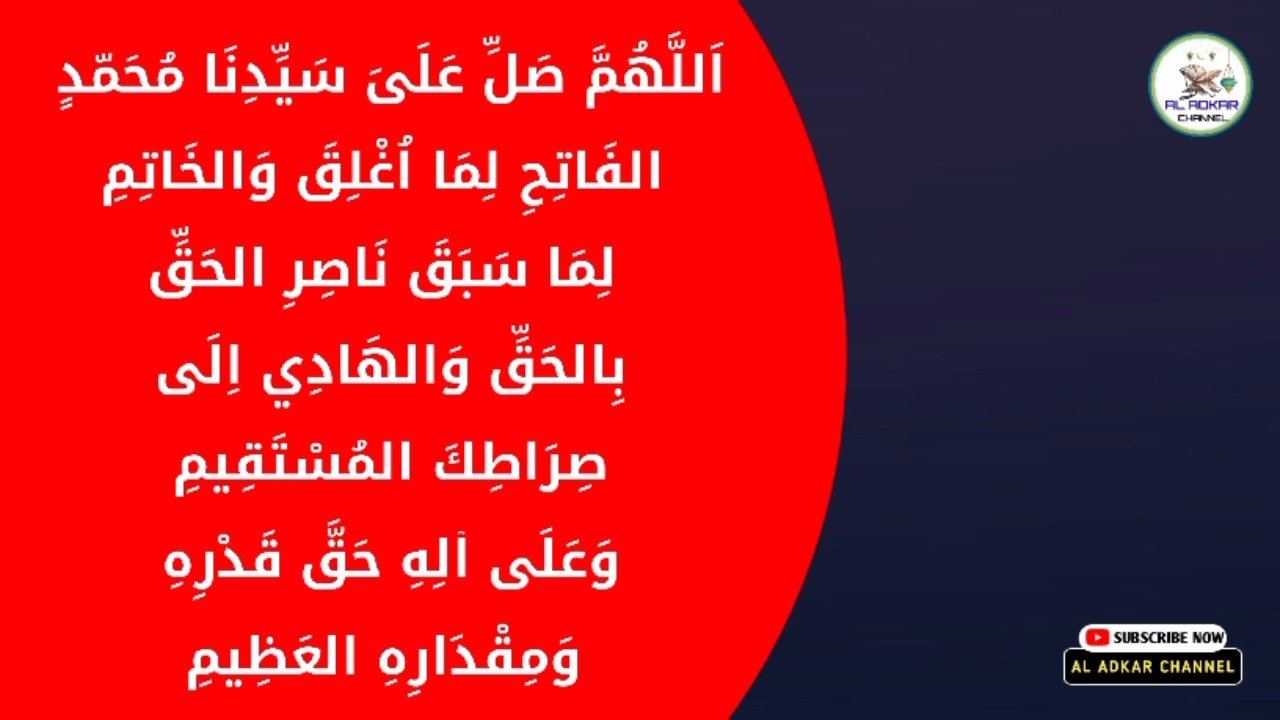 اَللَّهُمَّ صَلِّ عَلَىَ سَيِّدِنَا مُحَمّدٍ
الفَاتِحِ لِمَا اُغْلِقَ وَالخَاتِمِ
لِمَا سَبَقَ نَاصِرِ الحَقِّ
بِالحَقِّ وَالهَادِي اِلَى
صِرَاطِكَ المُسْتَقِيمِ
وَعَلَى اٰلِهِ حَقَّ قَدْرِهِ
وَمِقْدَارِهِ العَظِيمِ
AL ADKAR
CHANNEL
SUBSCRIBE NOW
AL ADKAR CHANNEL